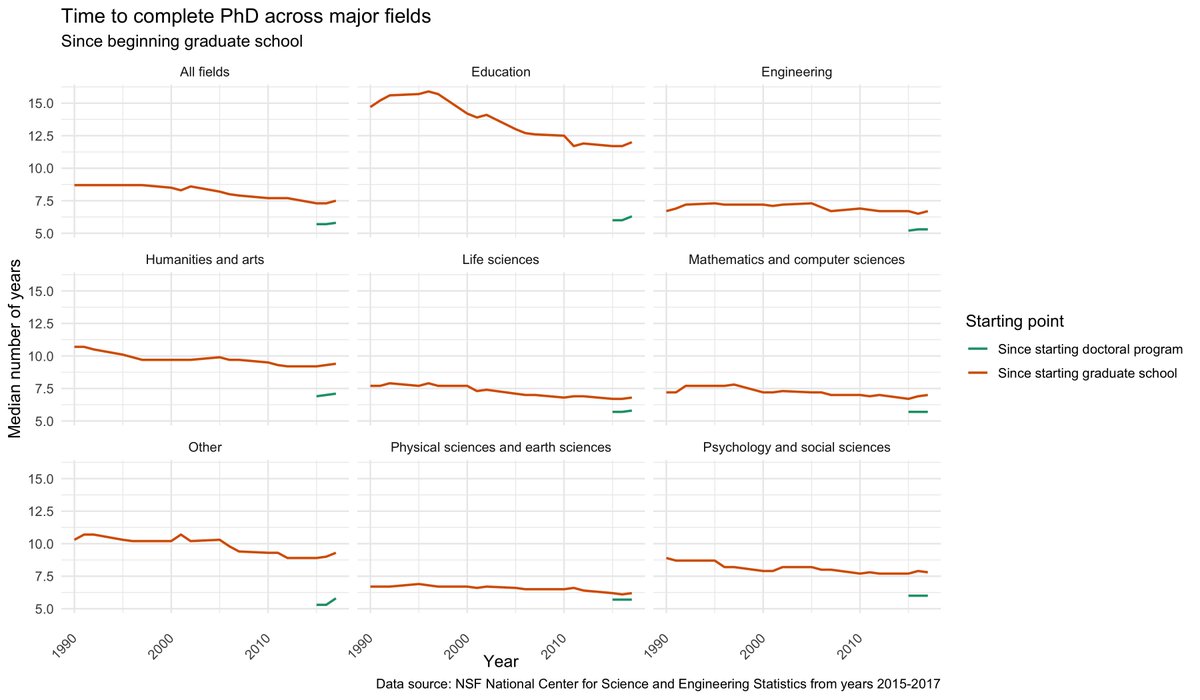 Time to complete PhD across major fields
Since beginning graduate school
All fields
Education
Engineering
15.0
12.5
10.0
7.5
5.0
Humanities and arts
Life sciences
Mathematics and computer sciences
15.0
12.5
10.0
7.5
5.0
Other
Physical sciences and earth sciences
Psychology and social sciences
15.0
12.5
10.0
7.5
5.0
1990
2000
2010
1990
2000
2010
1990
2000
2010
Median number of years
Year
Starting point
Since starting doctoral program
Since starting graduate school
Data source: NSF National Center for Science and Engineering Statistics from years 2015-2017